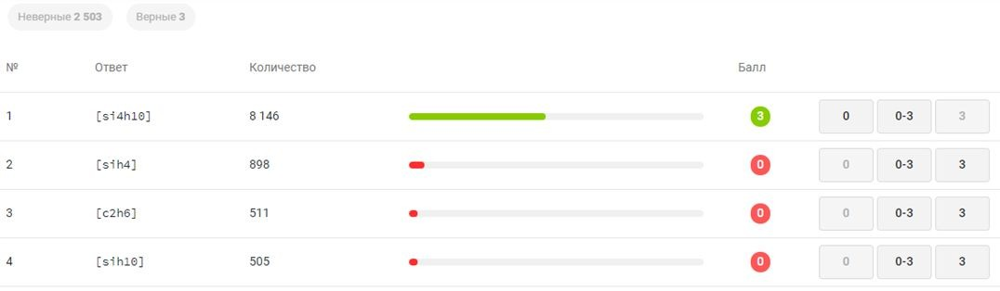 Неверные 2 503 Верные 3
№ Ответ Количество Балл
1 [si4h10] 8 146 3 0 0-3 3
2 [sih4] 898 0 0 0-3 3
3 [c2h6] 511 0 0 0-3 3
4 [sih10] 505 0 0 0-3 3